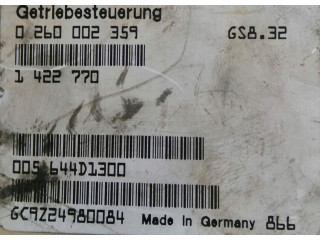 Getriebesteuerung
0 260 002 359 GS8.32
1 422 770
005 644D1300
GC9Z24980084 Made in Germany 866